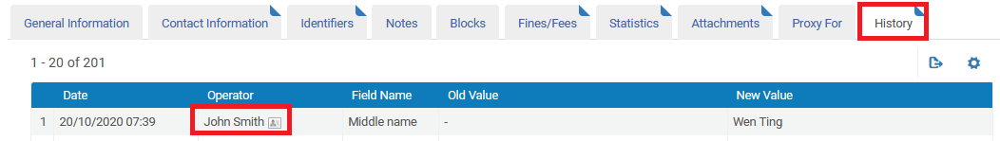 General Information Contact Information Identifiers Notes Blocks Fines/Fees Statistics Attachments Proxy For History
1 - 20 of 201
Date Operator Field Name Old Value New Value
1 20/10/2020 07:39 John Smith Middle name - Wen Ting